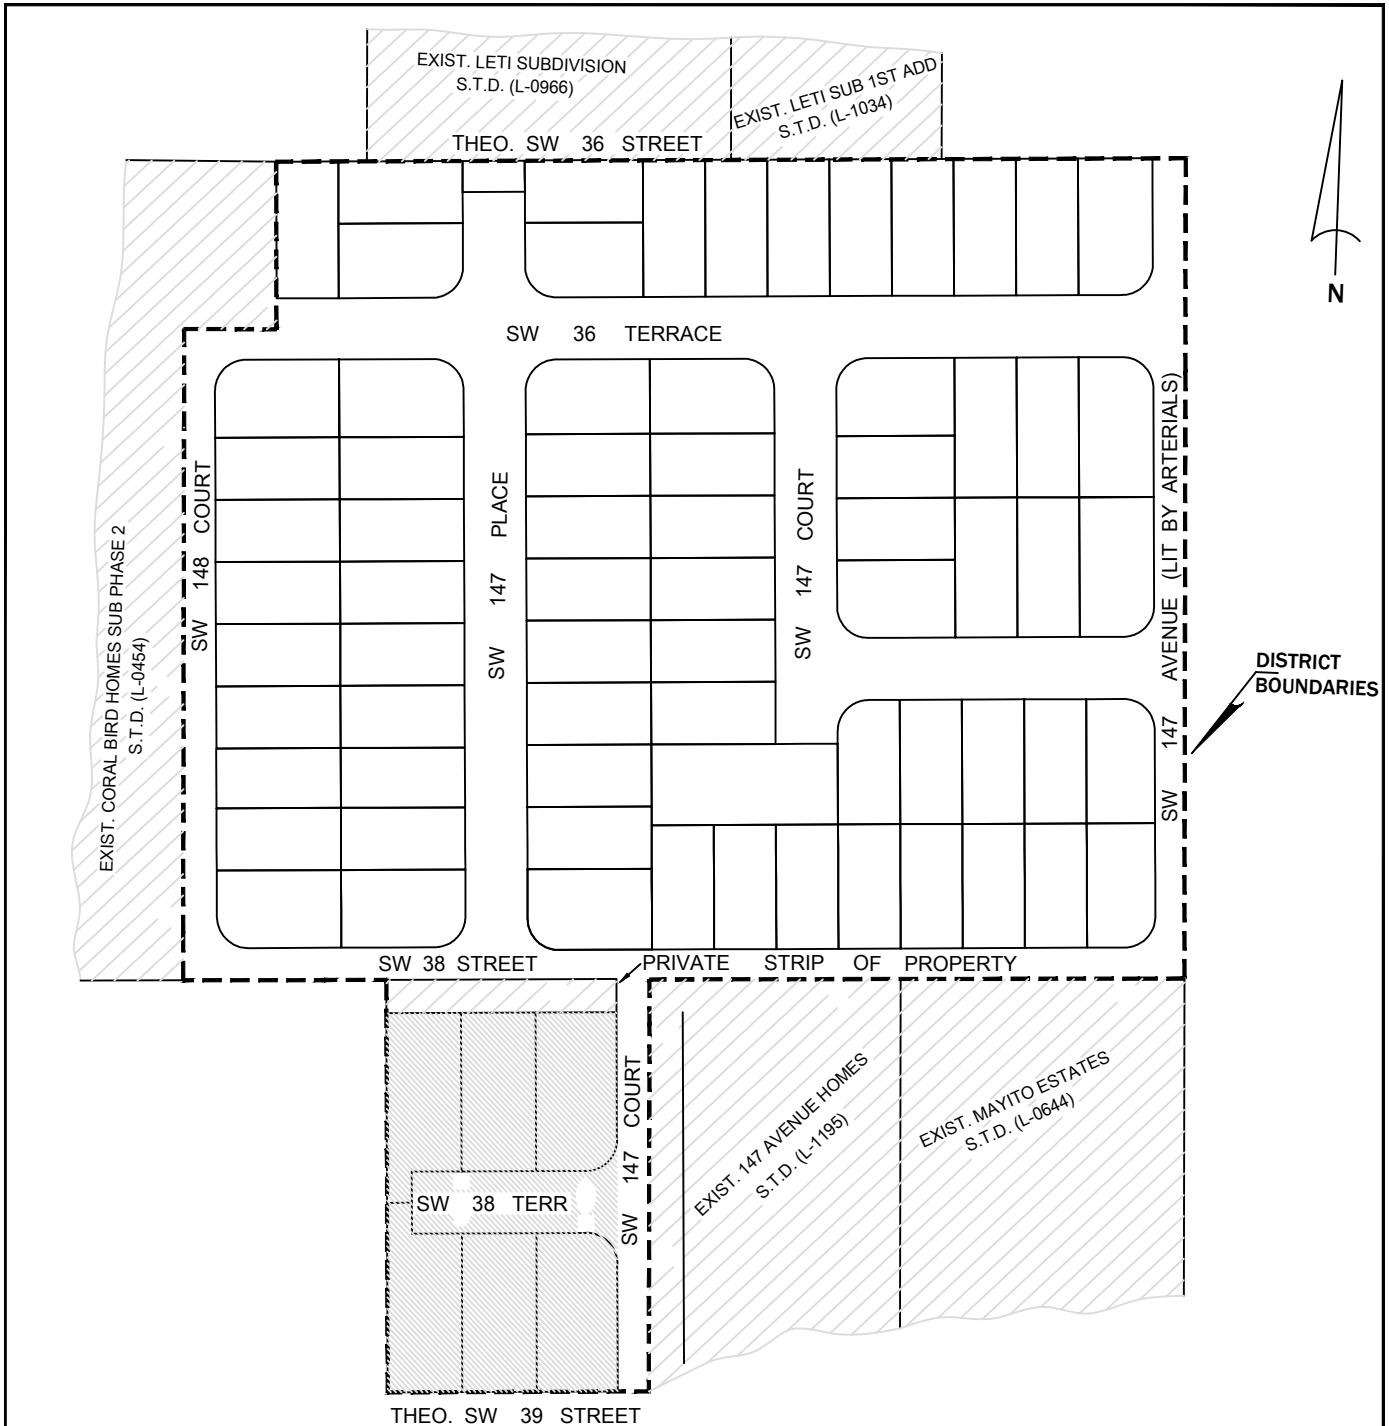 EXIST. LETI SUBDIVISION
S.T.D. (L-0966)
EXIST. LETI SUB 1ST ADD
S.T.D. (L-1034)
THEO. SW 36 STREET
N
SW 36 TERRACE
EXIST. CORAL BIRD HOMES SUB PHASE 2
S.T.D. (L-0454)
SW 148 COURT
SW 147 PLACE
SW 147 COURT
SW 147 AVENUE (LIT BY ARTERIALS)
DISTRICT
BOUNDARIES
SW 38 STREET
PRIVATE STRIP OF PROPERTY
SW 147 COURT
SW 38 TERR
EXIST. 147 AVENUE HOMES
S.T.D. (L-1195)
EXIST. MAYITO ESTATES
S.T.D. (L-0644)
THEO. SW 39 STREET